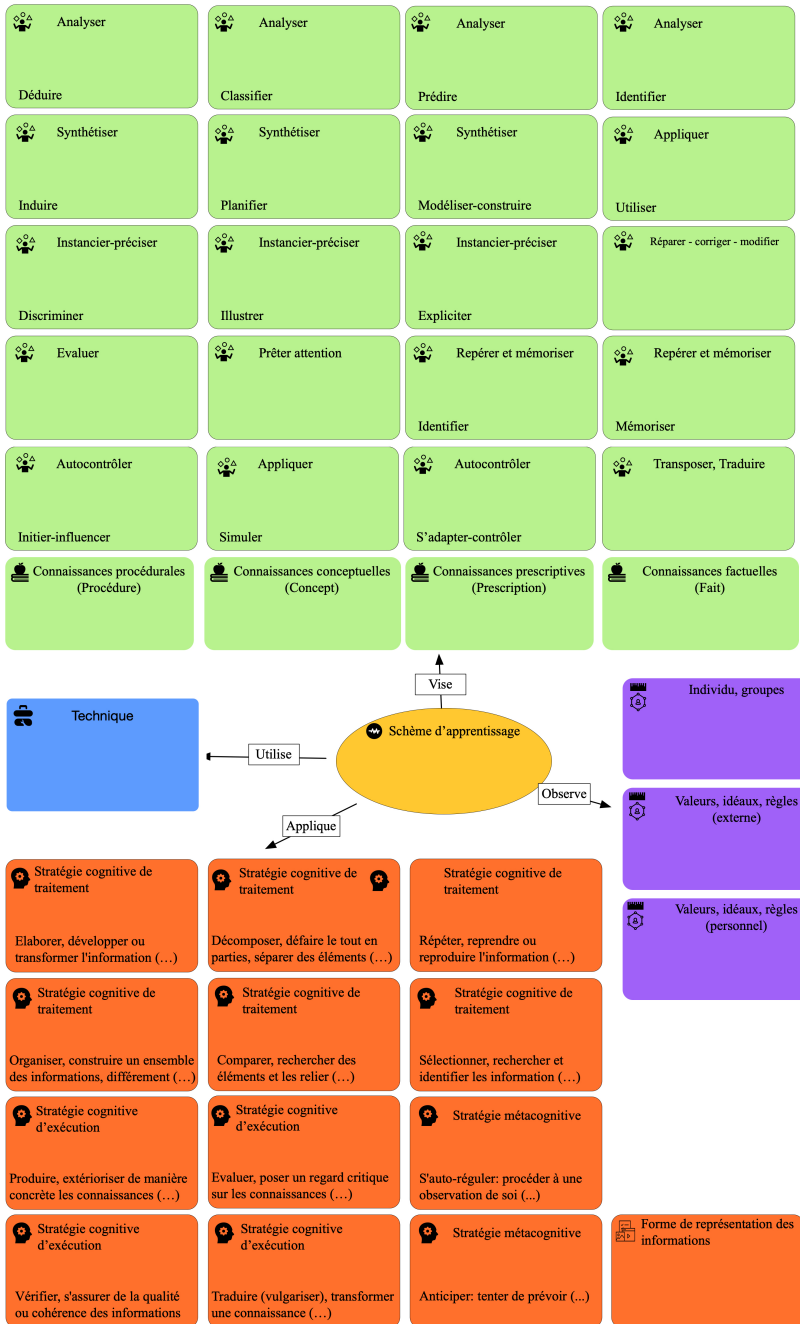 Analyser
Déduire
Analyser
Classifier
Analyser
Prédire
Analyser
Identifier
Synthétiser
Induire
Synthétiser
Planifier
Synthétiser
Modéliser-construire
Appliquer
Utiliser
Instancier-préciser
Discriminer
Instancier-préciser
Illustrer
Instancier-préciser
Expliciter
Réparer - corriger - modifier
Evaluer
Prêter attention
Repérer et mémoriser
Identifier
Repérer et mémoriser
Mémoriser
Autocontrôler
Initier-influencer
Appliquer
Simuler
Autocontrôler
S'adapter-contrôler
Transposer, Traduire
Connaissances procédurales
(Procédure)
Connaissances conceptuelles
(Concept)
Connaissances prescriptives
(Prescription)
Connaissances factuelles
(Fait)
Vise
Individu, groupes
Technique
Schème d'apprentissage
Utilise
Observe
Valeurs, idéaux, règles
(externe)
Applique
Stratégie cognitive de
traitement
Elaborer, développer ou
transformer l'information (…)
Stratégie cognitive de
traitement
Décomposer, défaire le tout en
parties, séparer des éléments (…)
Stratégie cognitive de
traitement
Répéter, reprendre ou
reproduire l'information (…)
Valeurs, idéaux, règles
(personnel)
Stratégie cognitive de
traitement
Organiser, construire un ensemble
des informations, différement (…)
Stratégie cognitive de
traitement
Comparer, rechercher des
éléments et les relier (…)
Stratégie cognitive de
traitement
Sélectionner, rechercher et
identifier les information (…)
Stratégie cognitive
d'exécution
Produire, extérioriser de manière
concrète les connaissances (…)
Stratégie cognitive
d'exécution
Evaluer, poser un regard critique
sur les connaissances (…)
Stratégie métacognitive
S'auto-réguler: procéder à une
observation de soi (...)
Stratégie cognitive
d'exécution
Vérifier, s'assurer de la qualité
ou cohérence des informations
Stratégie cognitive
d'exécution
Traduire (vulgariser), transformer
une connaissance (…)
Stratégie métacognitive
Anticiper: tenter de prévoir (...)
Forme de représentation des
informations